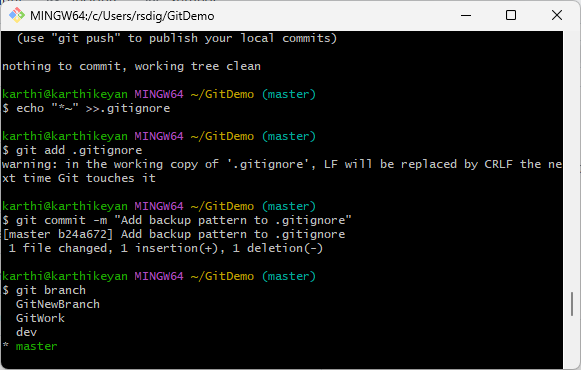 MINGW64:/c/Users/rsdig/GitDemo
(use "git push" to publish your local commits)
nothing to commit, working tree clean
karthi@karthikeyan MINGW64 ~/GitDemo (master)
$ echo "*~" >>.gitignore
karthi@karthikeyan MINGW64 ~/GitDemo (master)
$ git add .gitignore
warning: in the working copy of '.gitignore', LF will be replaced by CRLF the ne
xt time Git touches it
karthi@karthikeyan MINGW64 ~/GitDemo (master)
$ git commit -m "Add backup pattern to .gitignore"
[master b24a672] Add backup pattern to .gitignore
1 file changed, 1 insertion(+), 1 deletion(-)
karthi@karthikeyan MINGW64 ~/GitDemo (master)
$ git branch
GitNewBranch
GitWork
dev
* master